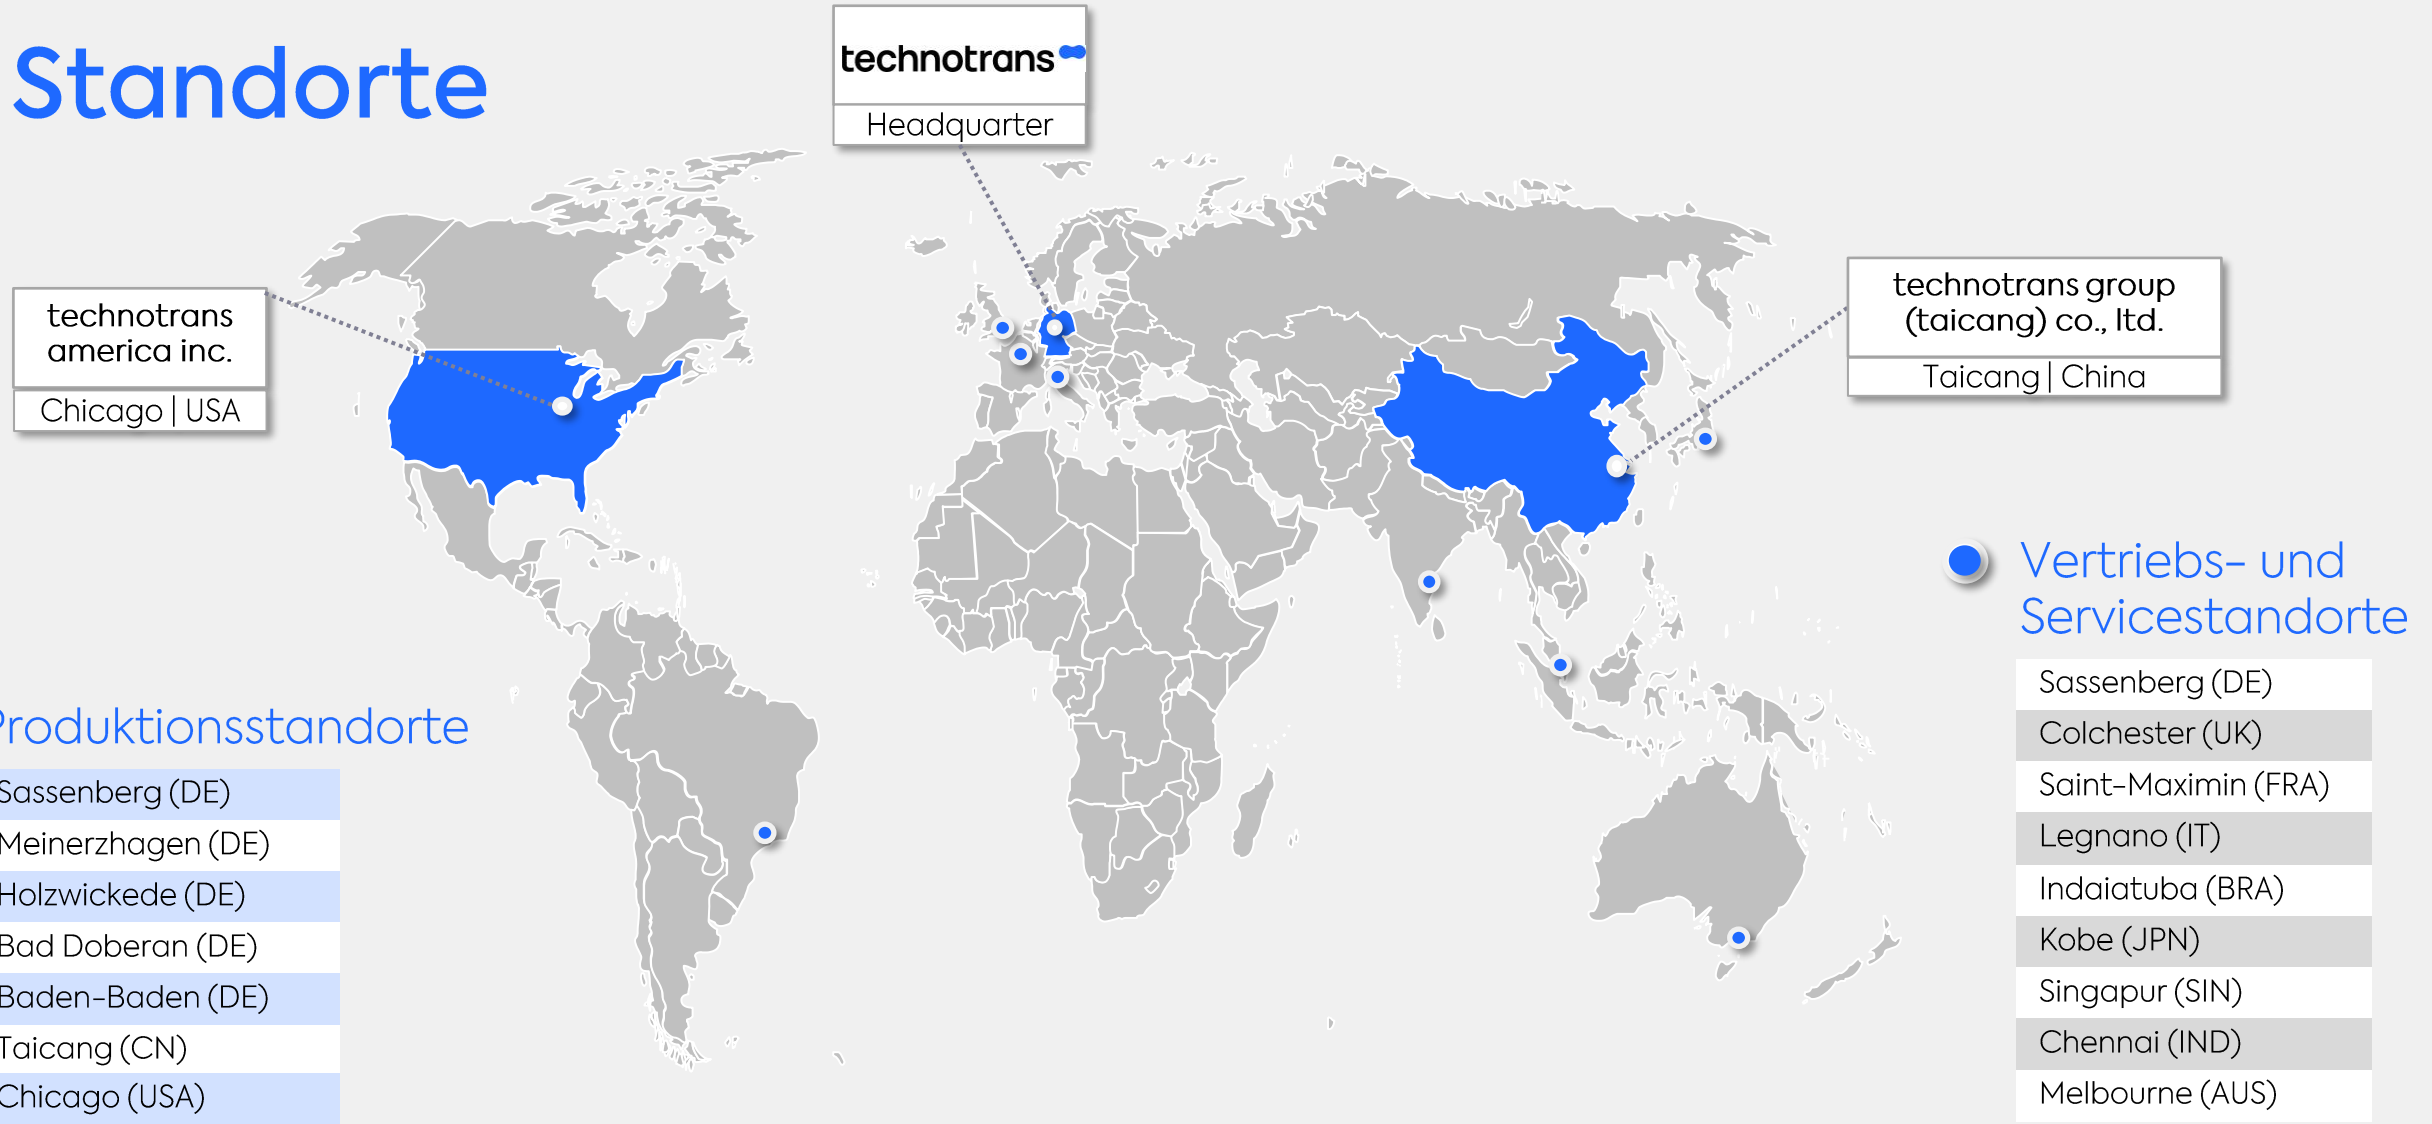 Standorte
technotrans
Headquarter
technotrans
america inc.
Chicago | USA
technotrans group
(taicang) co., ltd.
Taicang | China
Produktionsstandorte
Sassenberg (DE)
Meinerzhagen (DE)
Holzwickede (DE)
Bad Doberan (DE)
Baden-Baden (DE)
Taicang (CN)
Chicago (USA)
Vertriebs- und
Servicestandorte
Sassenberg (DE)
Colchester (UK)
Saint-Maximin (FRA)
Legnano (IT)
Indaiatuba (BRA)
Kobe (JPN)
Singapur (SIN)
Chennai (IND)
Melbourne (AUS)